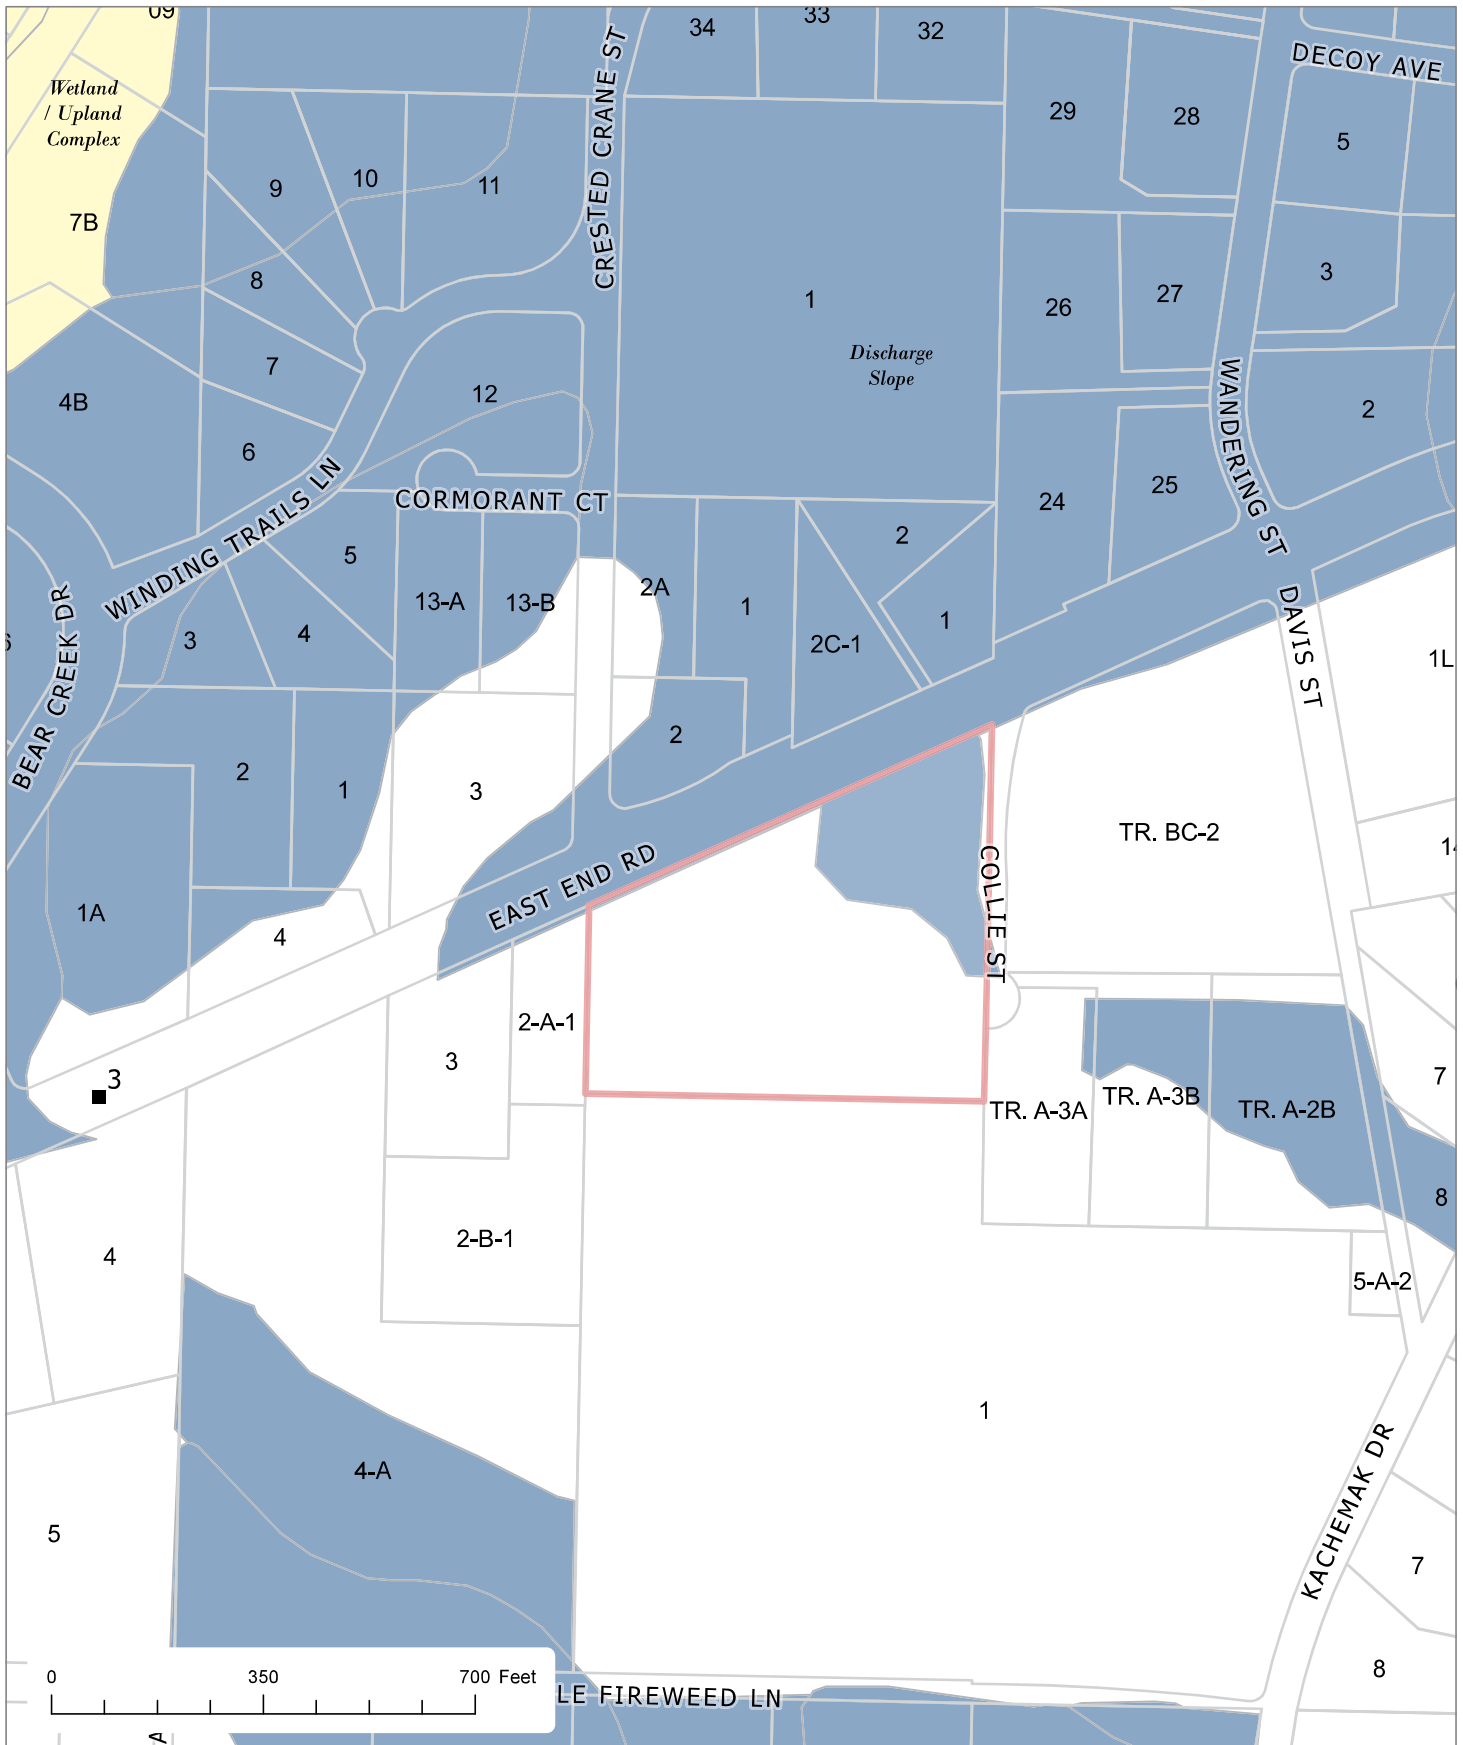 09
34
33
32
DECOY AVE
Wetland
/ Upland
Complex
CRESTED CRANE ST
29
28
5
9
10
11
7B
8
1
26
27
3
Discharge
Slope
7
12
4B
WANDERING ST
2
6
WINDING TRAILS LN
CORMORANT CT
24
25
5
2
2A
13-A
13-B
1
1
BEAR CREEK DR
3
4
2C-1
DAVIS ST
1L
2
2
1
3
TR. BC-2
COLLIE ST
EAST END RD
1A
4
2-A-1
3
3
7
TR. A-3A
TR. A-3B
TR. A-2B
8
4
2-B-1
5-A-2
1
4-A
KACHEMAK DR
5
7
8
0 350 700 Feet
LE FIREWEED LN
A